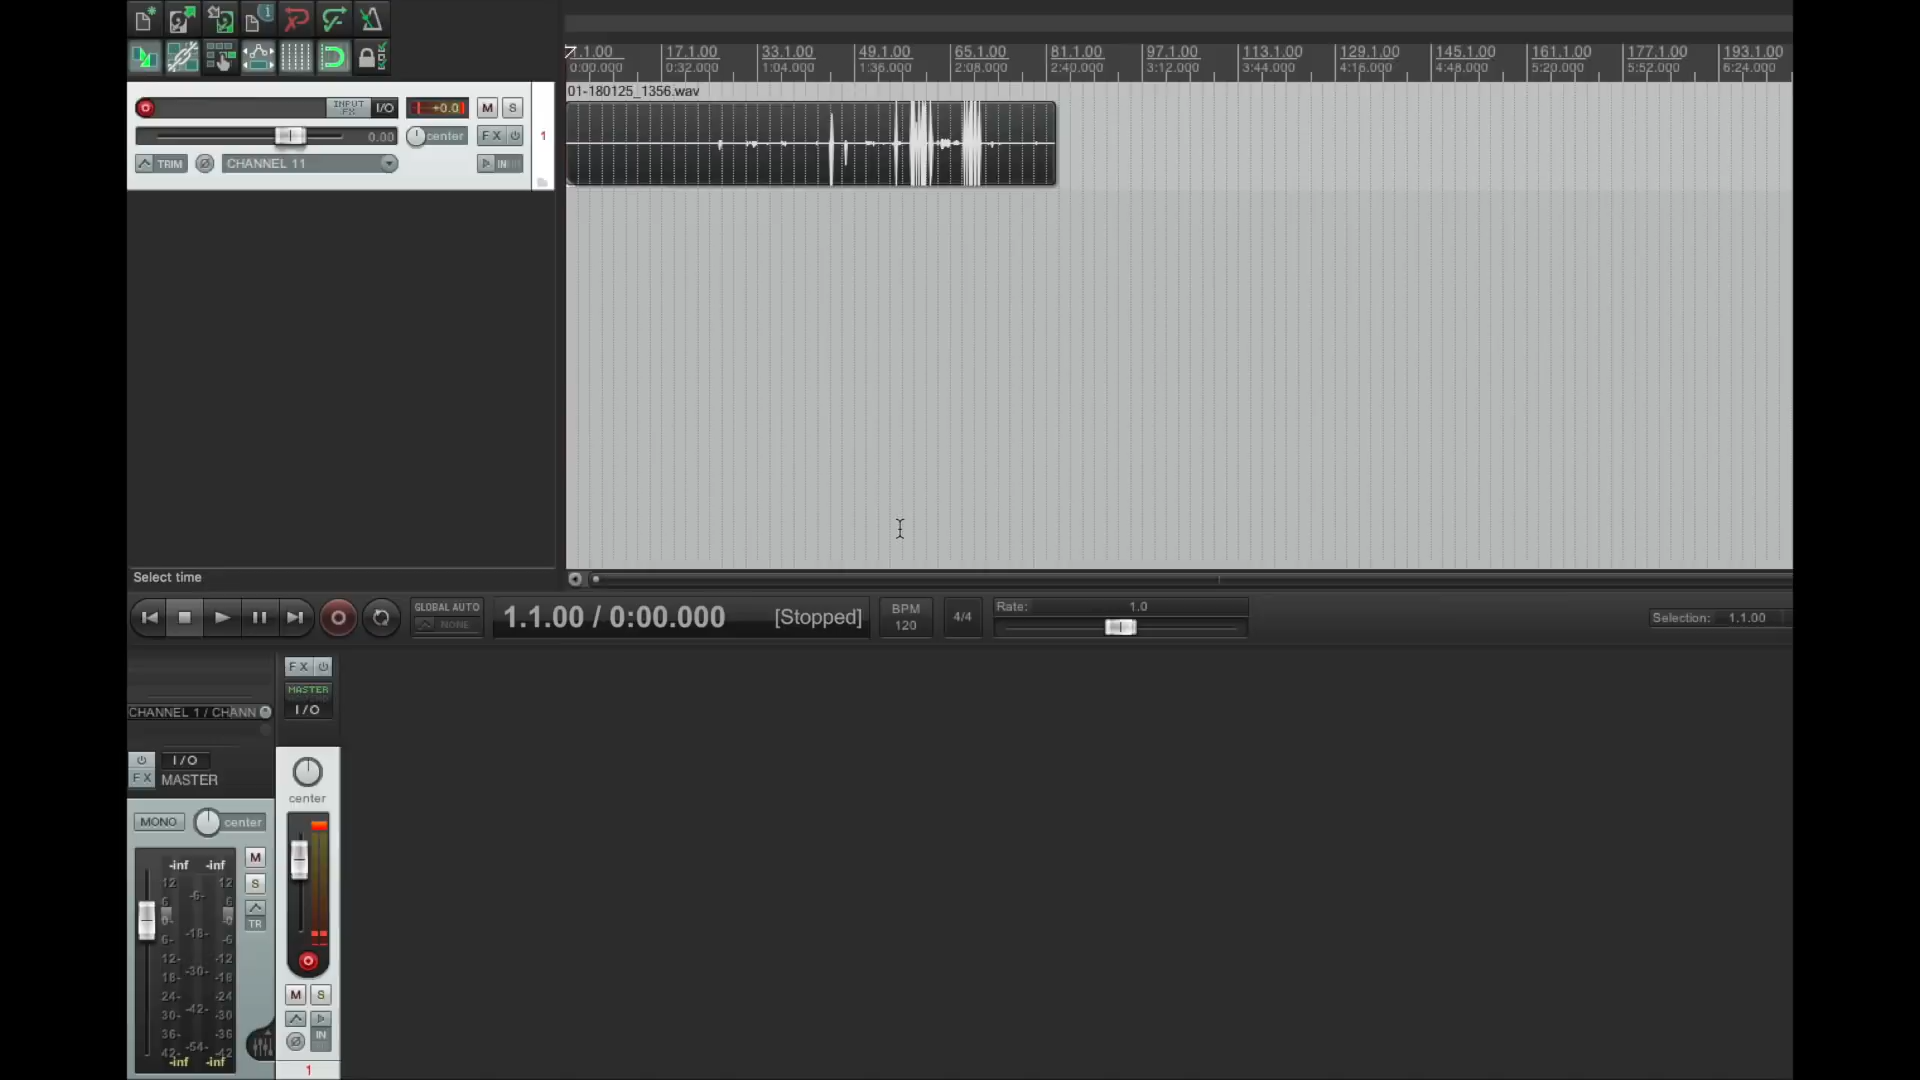 1.1.00 17.1.00 33.1.00 49.1.00 65.1.00 81.1.00 97.1.00 113.1.00 129.1.00 145.1.00 161.1.00 177.1.00 193.1.00
0:00.000 0:32.000 1:04.000 1:36.000 2:08.000 2:40.000 3:12.000 3:44.000 4:16.000 4:48.000 5:20.000 5:52.000 6:24.000
01-180125_1356.wav
INPUT FX I/O +0.0 M S
0.00 center FX 1
TRIM CHANNEL 11 IN
Select time
GLOBAL AUTO
NONE
1.1.00 / 0:00.000 [Stopped]
BPM
120
4/4
Rate: 1.0
Selection: 1.1.00
FX
MASTER
I/O
CHANNEL 1 / CHANN
I/O
FX MASTER
center
MONO center
-inf -inf M
12 -6- 12
S
6 6
0- -0
TR
6- -18- -6
12- -12
18- -30- -18
24- -24
30- -42- -30
36- -36
42- -54- -42
-inf -inf
M S
IN
1